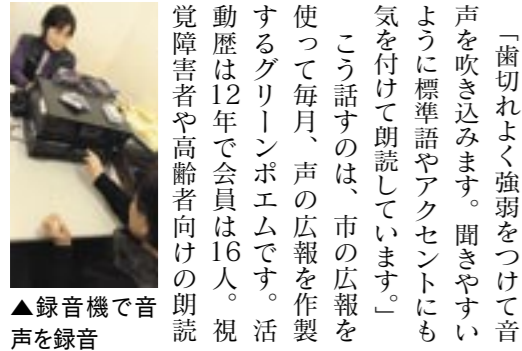 「歯切れよく強弱をつけて音
声を吹き込みます。聞きやすい
ように標準語やアクセントにも
気を付けて朗読しています。」
こう話すのは、市の広報を
使って毎月、声の広報を作製
するグリーンポエムです。活
動歴は12年で会員は16人。視
覚障害者や高齢者向けの朗読
▲録音機で音
声を録音